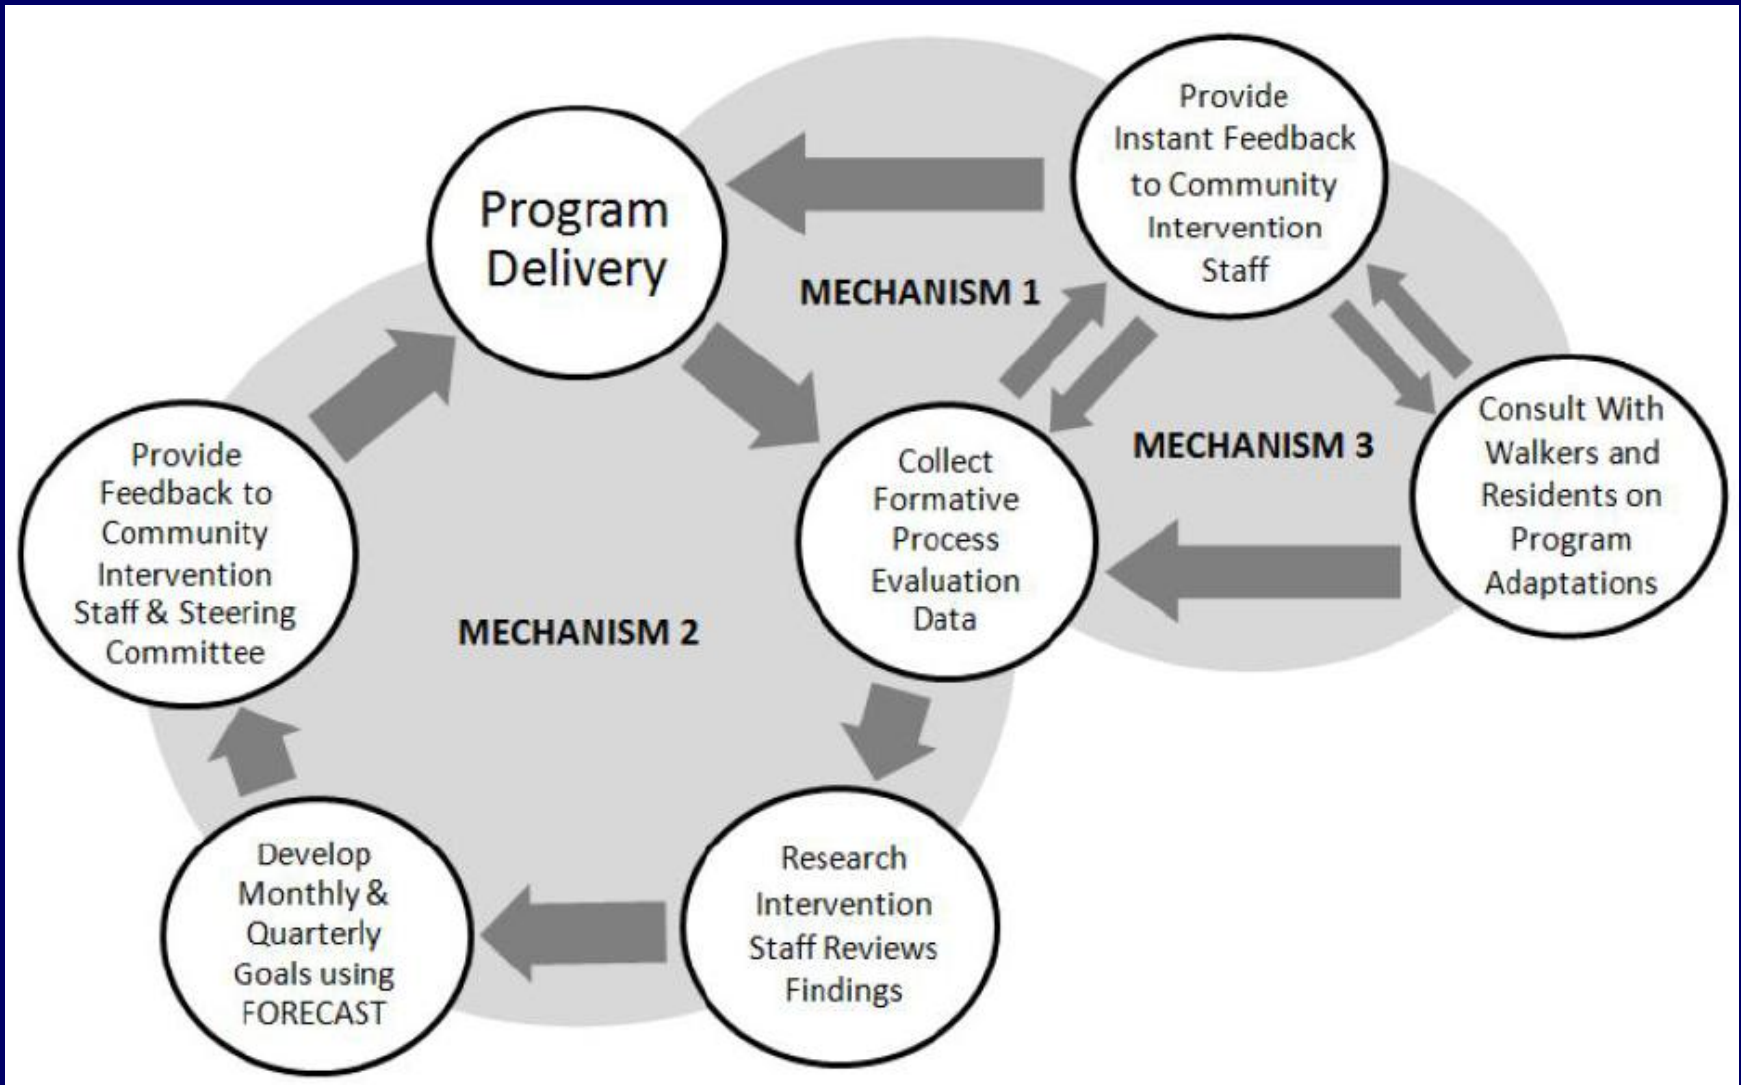 Provide
Instant Feedback
to Community
Intervention
Staff
Program
Delivery
MECHANISM 1
Consult With
Walkers and
Residents on
Program
Adaptations
MECHANISM 3
Collect
Formative
Process
Evaluation
Data
Provide
Feedback to
Community
Intervention
Staff & Steering
Committee
MECHANISM 2
Develop
Monthly &
Quarterly
Goals using
FORECAST
Research
Intervention
Staff Reviews
Findings